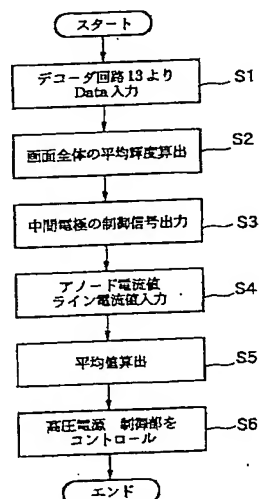 スタート
デコーダ回路13より
Data入力
S1
画面全体の平均輝度算出
S2
中間電極の制御信号出力
S3
アノード電流値
ライン電流値入力
S4
平均値算出
S5
高圧電源 制御部を
コントロール
S6
エンド